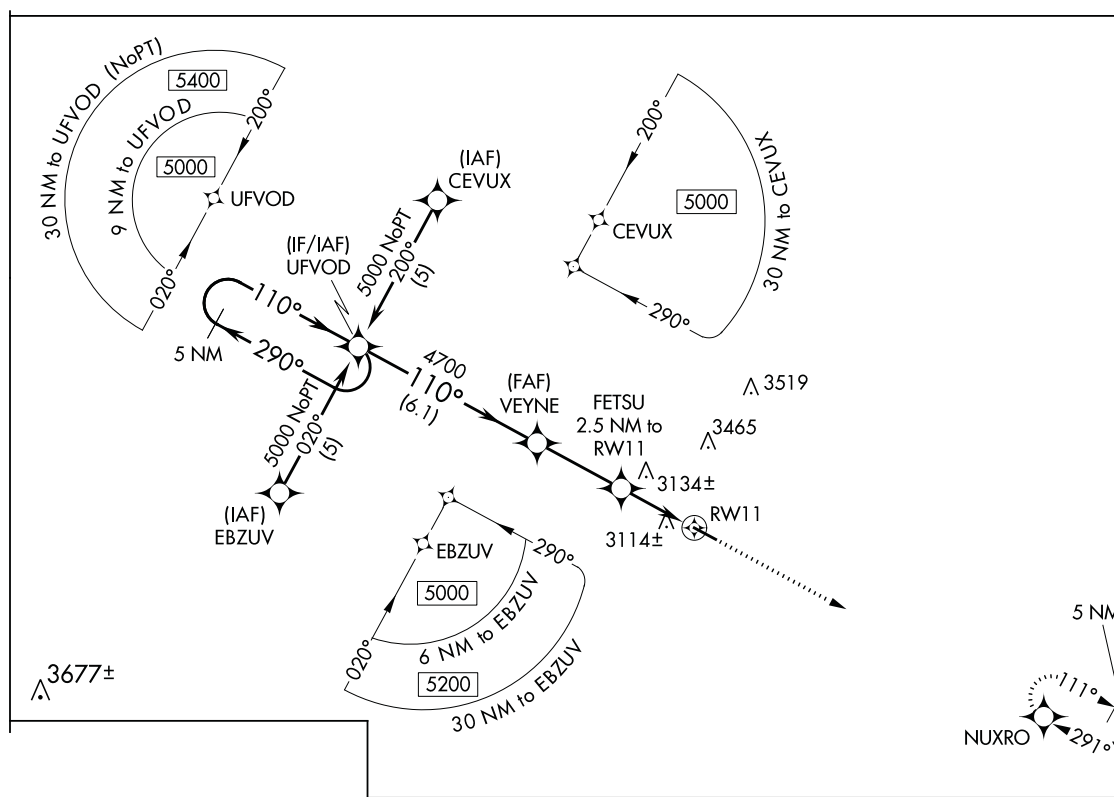 30 NM to UFVOD (NoPT)
5400
9 NM to UFVOD
5000
200°
020°
UFVOD
(IAF)
CEVUX
5000 NoPT
200°
(5)
200°
CEVUX
5000
30 NM to CEVUX
290°
(IF/IAF)
UFVOD
110°
290°
5 NM
4700
110°
(6.1)
(FAF)
VEYNE
FETSU
2.5 NM to
RW11
3519
3465
3134±
3114±
RW11
5000 NoPT
020°
(5)
(IAF)
EBZUV
EBZUV
290°
5000
020°
6 NM to EBZUV
5200
30 NM to EBZUV
3677±
5 NM
111°
291°
NUXRO